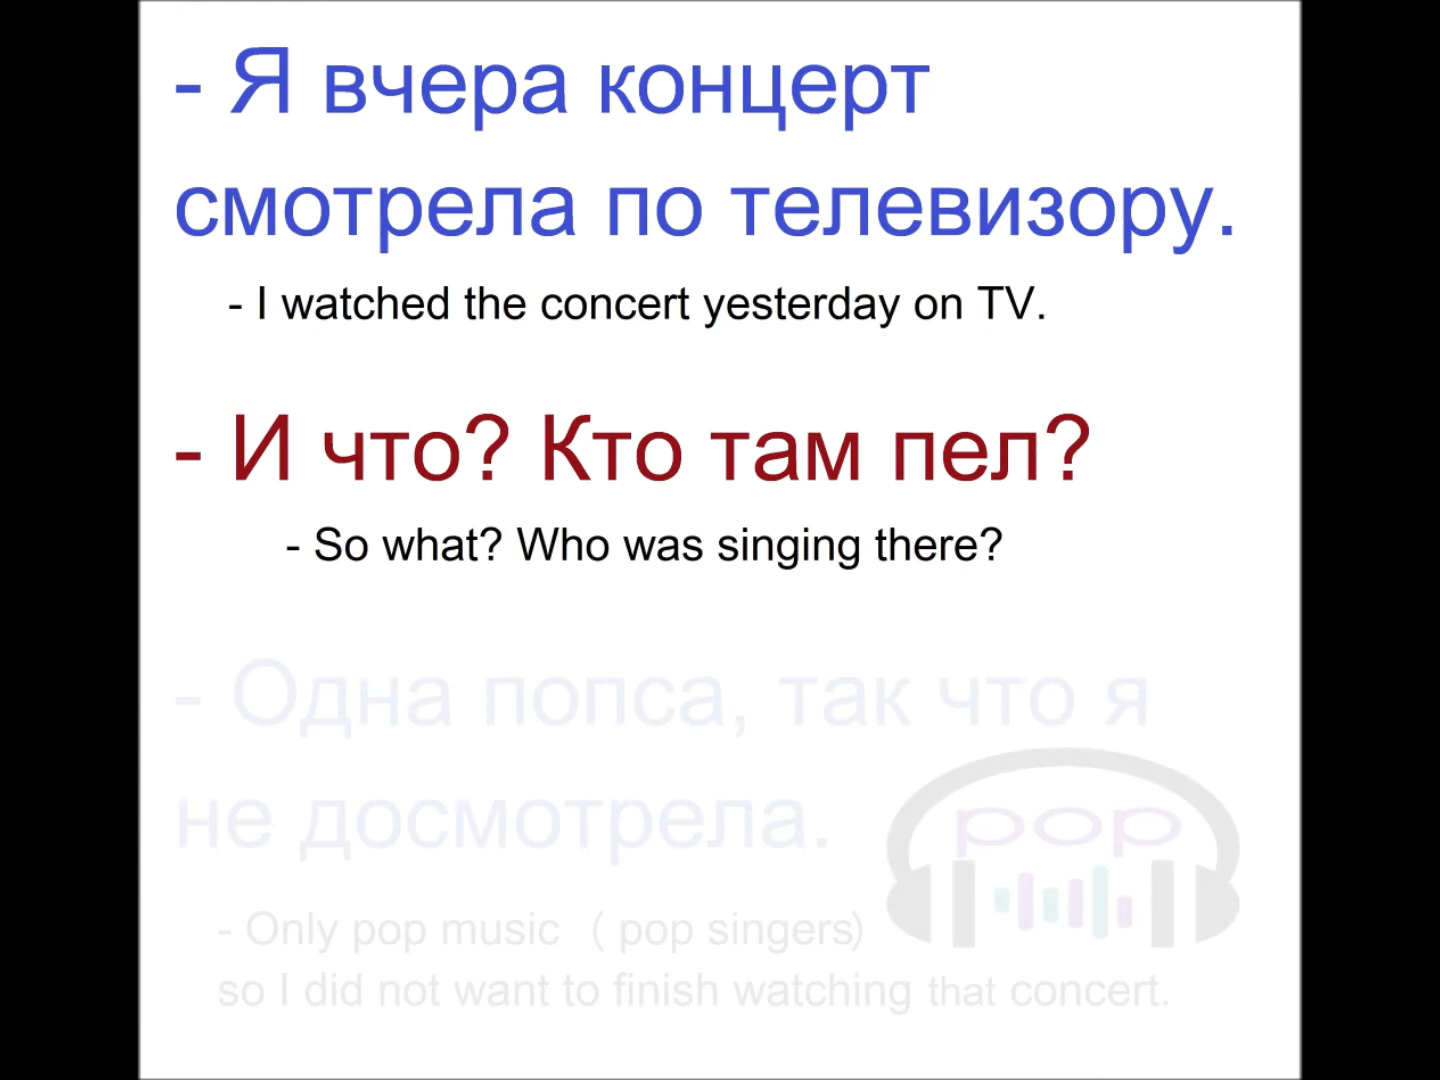 - Я вчера концерт
смотрела по телевизору.
- I watched the concert yesterday on TV.
- И что? Кто там пел?
- So what? Who was singing there?
- Одна попса, так что я
не досмотрела.
pop
- Only pop music ( pop singers)
so I did not want to finish watching that concert.